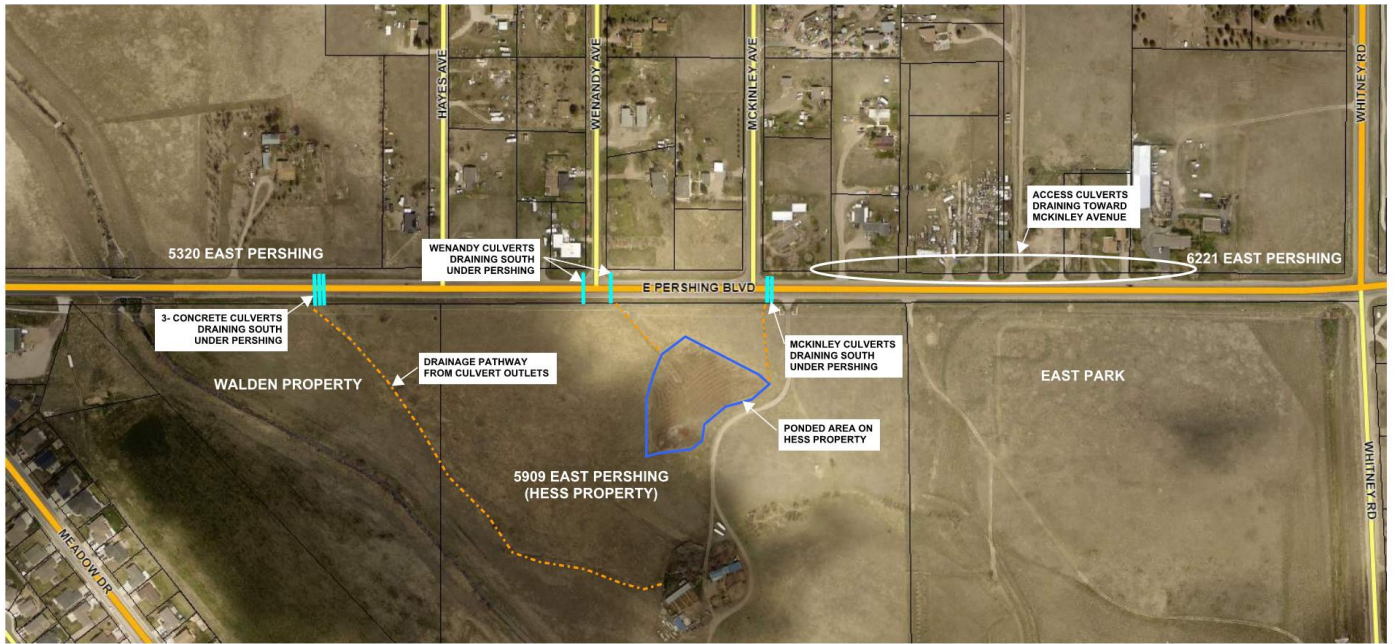 HAYES AVE
WENANDY AVE
MCKINLEY AVE
WHITNEY RD
ACCESS CULVERTS
DRAINING TOWARD
MCKINLEY AVENUE
5320 EAST PERSHING
WENANDY CULVERTS
DRAINING SOUTH
UNDER PERSHING
6221 EAST PERSHING
E PERSHING BLVD
3- CONCRETE CULVERTS
DRAINING SOUTH
UNDER PERSHING
MCKINLEY CULVERTS
DRAINING SOUTH
UNDER PERSHING
DRAINAGE PATHWAY
FROM CULVERT OUTLETS
WALDEN PROPERTY
EAST PARK
PONDED AREA ON
HESS PROPERTY
5909 EAST PERSHING
(HESS PROPERTY)
WHITNEY RD
MEADOW DR